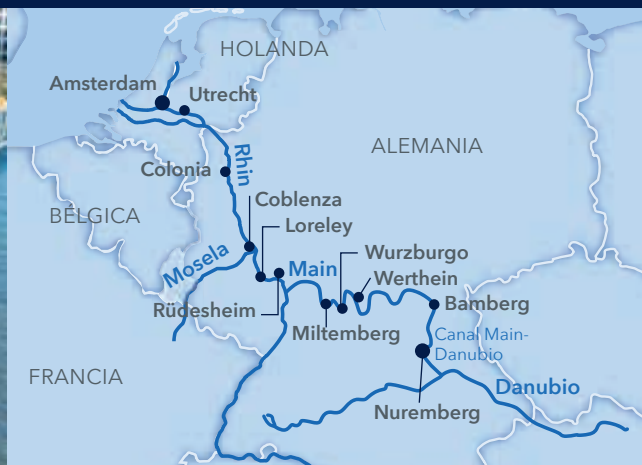 HOLANDA
Amsterdam
Utrecht
ALEMANIA
Rhin
Colonia
Coblenza
BÉLGICA
Loreley
Mosela
Main
Wurzburgo
Werthein
Rüdesheim
Bamberg
Miltemberg
Canal Main-
Danubio
FRANCIA
Danubio
Nuremberg